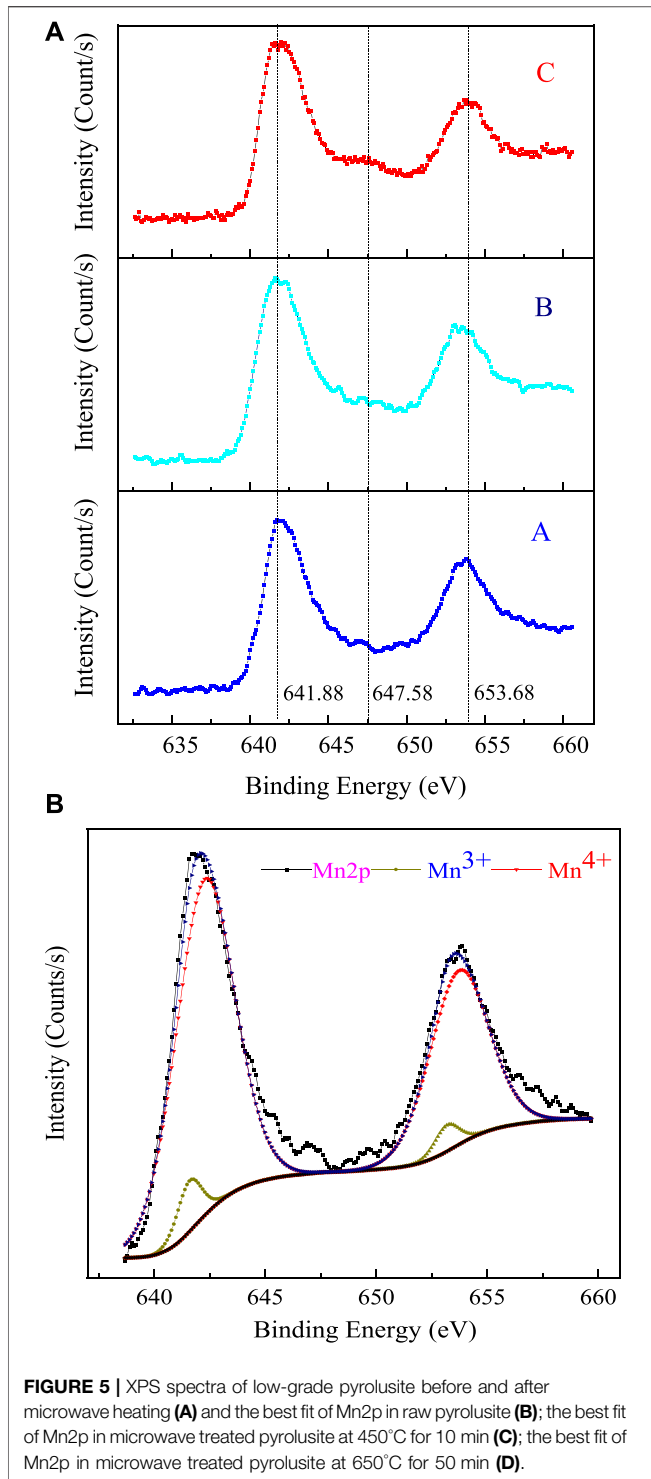 A
Intensity (Count/s)
C
Intensity (Count/s)
B
Intensity (Count/s)
A
641.88
647.58
653.68
635
640
645
650
655
660
Binding Energy (eV)
B
Intensity (Counts/s)
Mn2p
Mn3+
Mn4+
640
645
650
655
660
Binding Energy (eV)
FIGURE 5 | XPS spectra of low-grade pyrolusite before and after
microwave heating (A) and the best fit of Mn2p in raw pyrolusite (B); the best fit
of Mn2p in microwave treated pyrolusite at 450°C for 10 min (C); the best fit of
Mn2p in microwave treated pyrolusite at 650°C for 50 min (D).